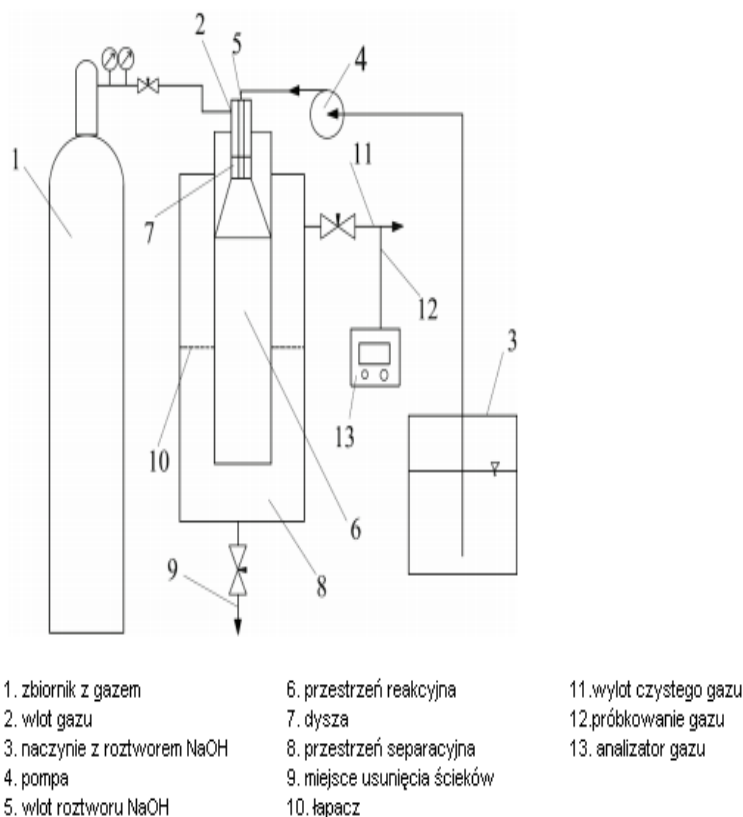 2
5
4
1
11
7
12
3
13
10
6
8
9
1. zbiornik z gazem
2. wlot gazu
3. naczynie z roztworem NaOH
4. pompa
5. wlot roztworu NaOH
6. przestrzeń reakcyjna
7. dysza
8. przestrzeń separacyjna
9. miejsce usunięcia ścieków
10. łapacz
11.wylot czystego gazu
12.próbkowanie gazu
13. analizator gazu